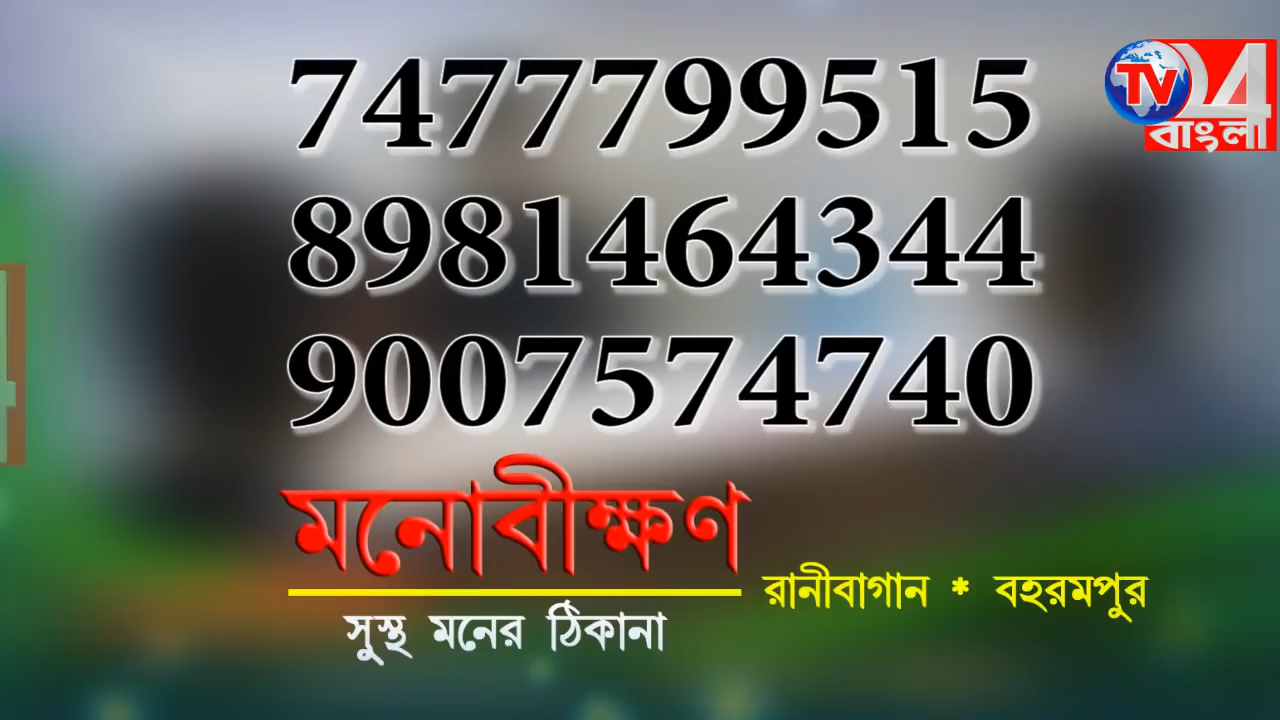 7477799515
8981464344
9007574740
TV 24
বাংলা
মনোবীক্ষণ
রানীবাগান * বহরমপুর
সুস্থ মনের ঠিকানা